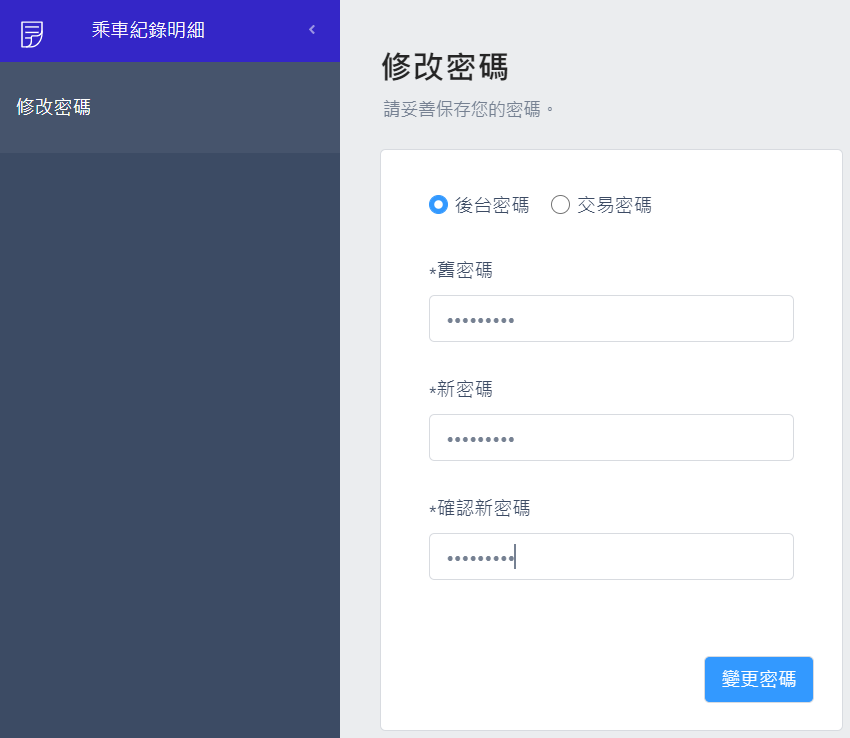 乘車紀錄明細
修改密碼
修改密碼
請妥善保存您的密碼。
後台密碼 交易密碼
*舊密碼
•••••••••
*新密碼
•••••••••
*確認新密碼
•••••••••
變更密碼